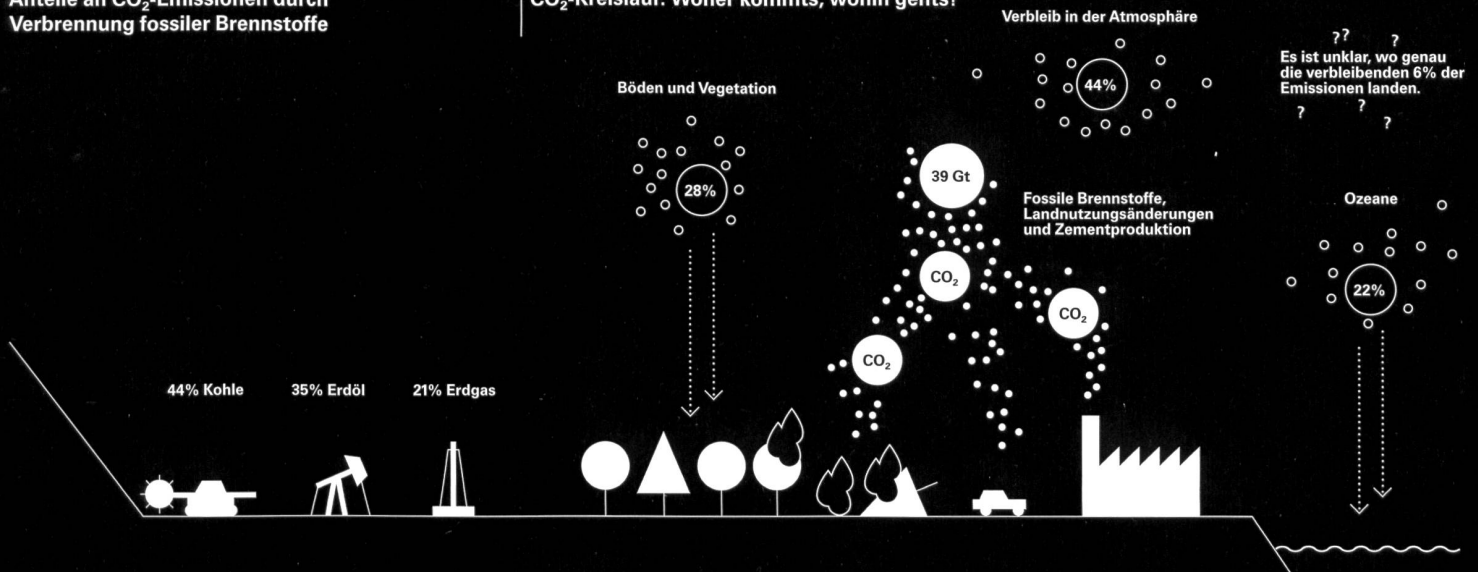 Anteile an CO₂-Emissionen durch
Verbrennung fossiler Brennstoffe
CO₂-Kreislauf: Woher kommts, wohin gehts?
Verbleib in der Atmosphäre
44%
??
?
Es ist unklar, wo genau
die verbleibenden 6% der
Emissionen landen.
?
?
?
Böden und Vegetation
28%
39 Gt
Fossile Brennstoffe,
Landnutzungsänderungen
und Zementproduktion
Ozeane
22%
CO₂
CO₂
CO₂
44% Kohle
35% Erdöl
21% Erdgas